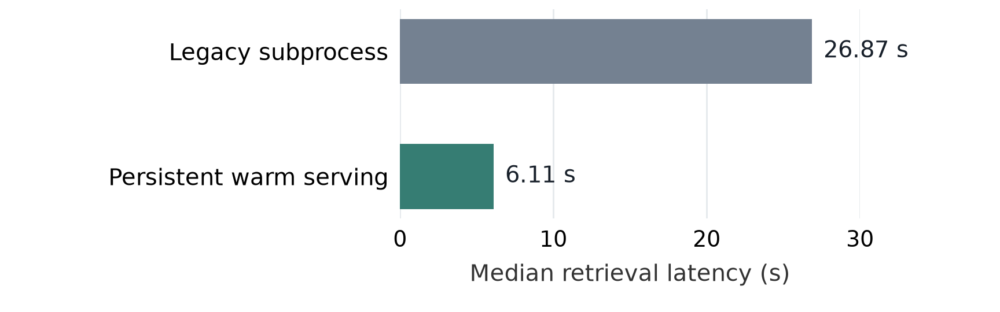 Legacy subprocess
26.87 s
Persistent warm serving
6.11 s
0 10 20 30
Median retrieval latency (s)